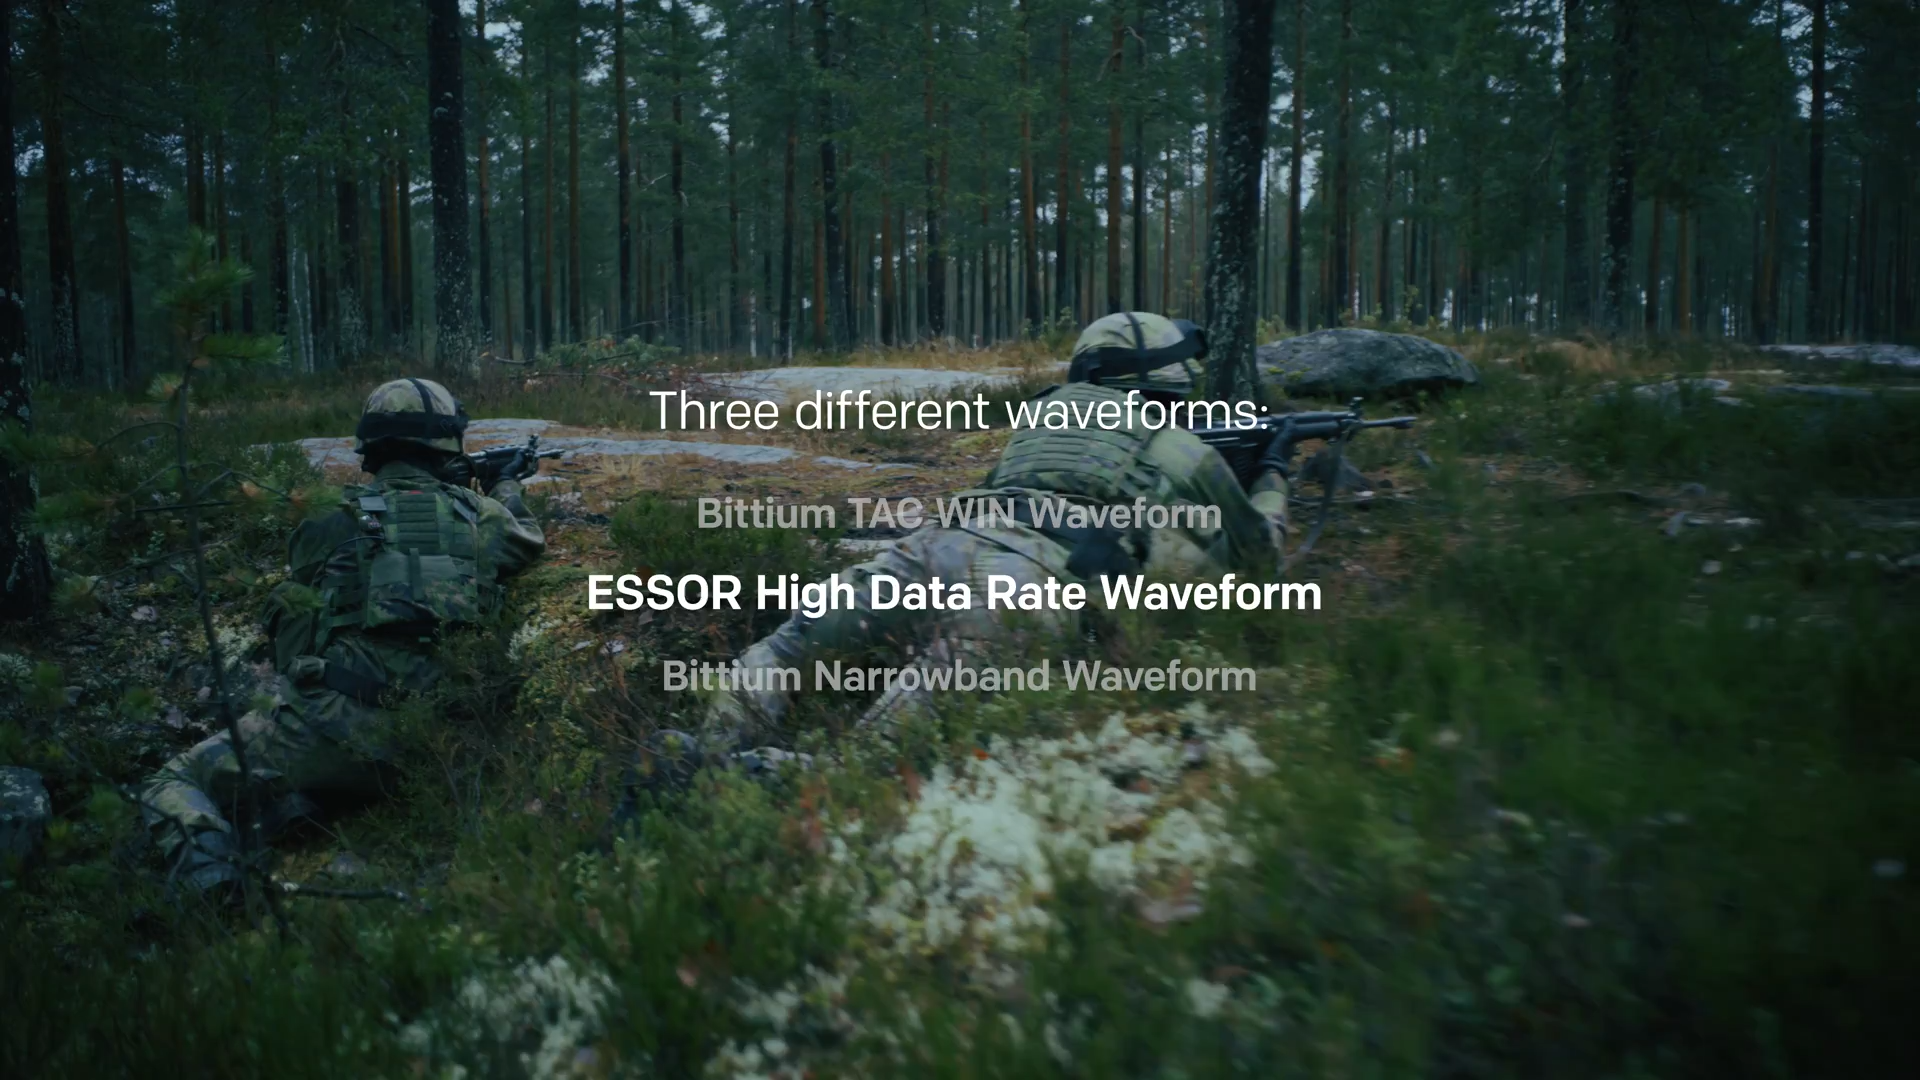 Three different waveforms:
Bittium TAC WIN Waveform
ESSOR High Data Rate Waveform
Bittium Narrowband Waveform